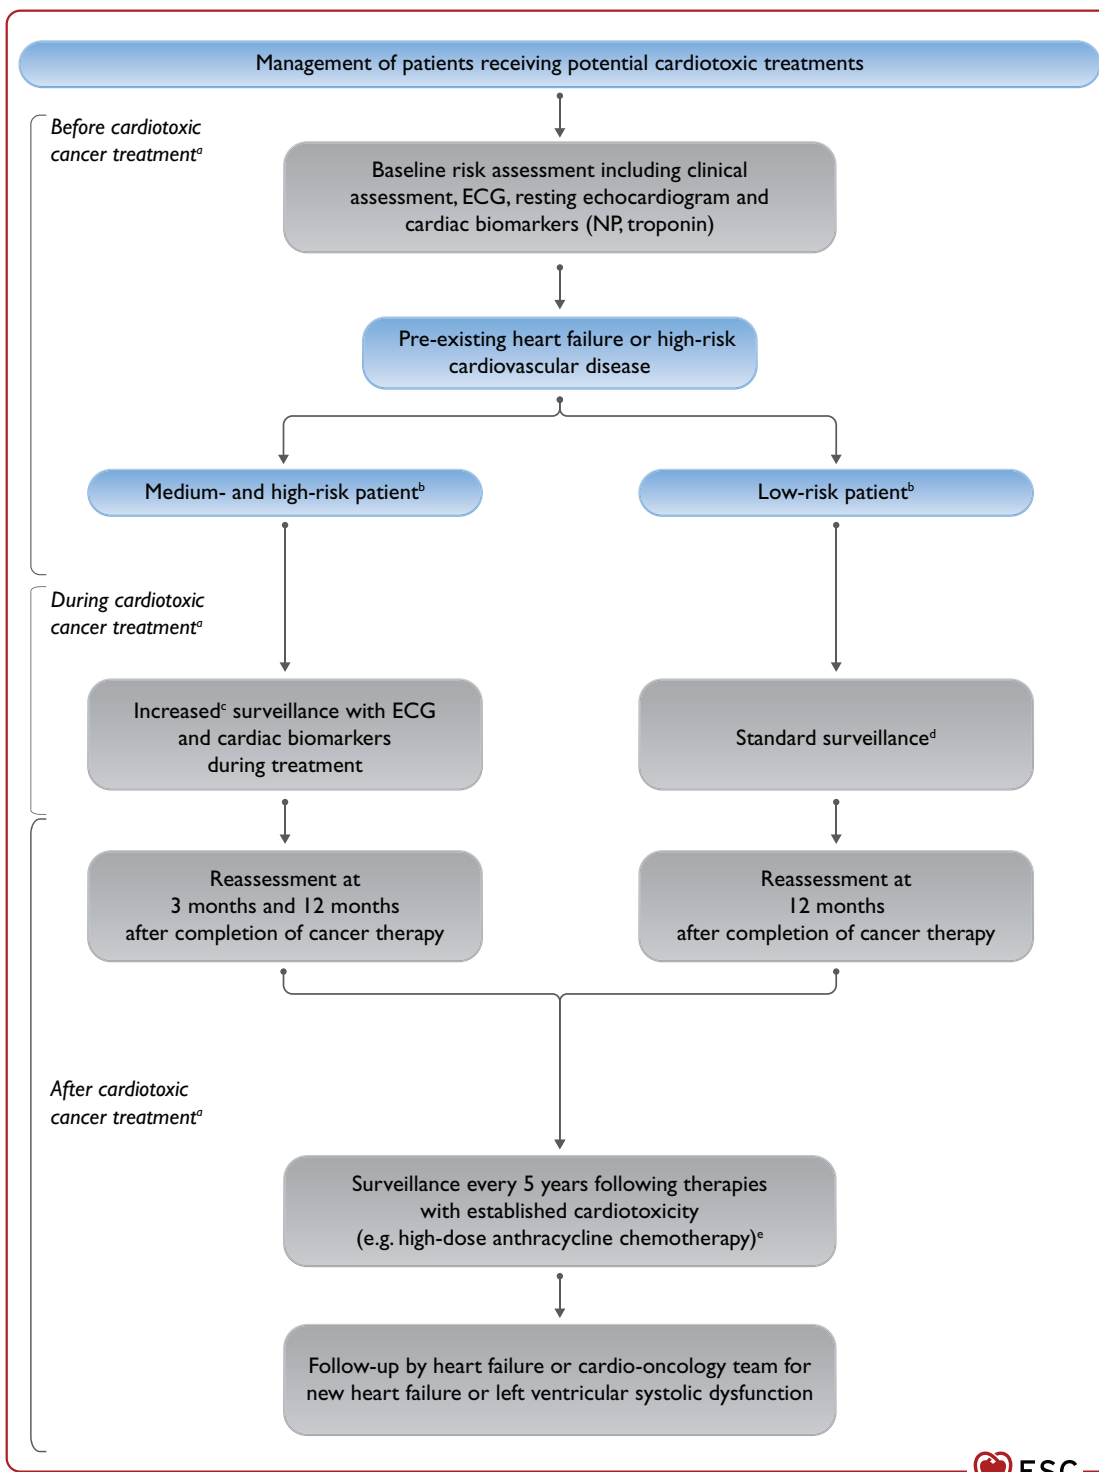 Management of patients receiving potential cardiotoxic treatments
Before cardiotoxic
cancer treatmentᵃ
Baseline risk assessment including clinical
assessment, ECG, resting echocardiogram and
cardiac biomarkers (NP, troponin)
Pre-existing heart failure or high-risk
cardiovascular disease
Medium- and high-risk patientᵇ
Low-risk patientᵇ
During cardiotoxic
cancer treatmentᵃ
Increasedᶜ surveillance with ECG
and cardiac biomarkers
during treatment
Standard surveillanceᵈ
Reassessment at
3 months and 12 months
after completion of cancer therapy
Reassessment at
12 months
after completion of cancer therapy
After cardiotoxic
cancer treatmentᵃ
Surveillance every 5 years following therapies
with established cardiotoxicity
(e.g. high-dose anthracycline chemotherapy)ᵉ
Follow-up by heart failure or cardio-oncology team for
new heart failure or left ventricular systolic dysfunction
ESC